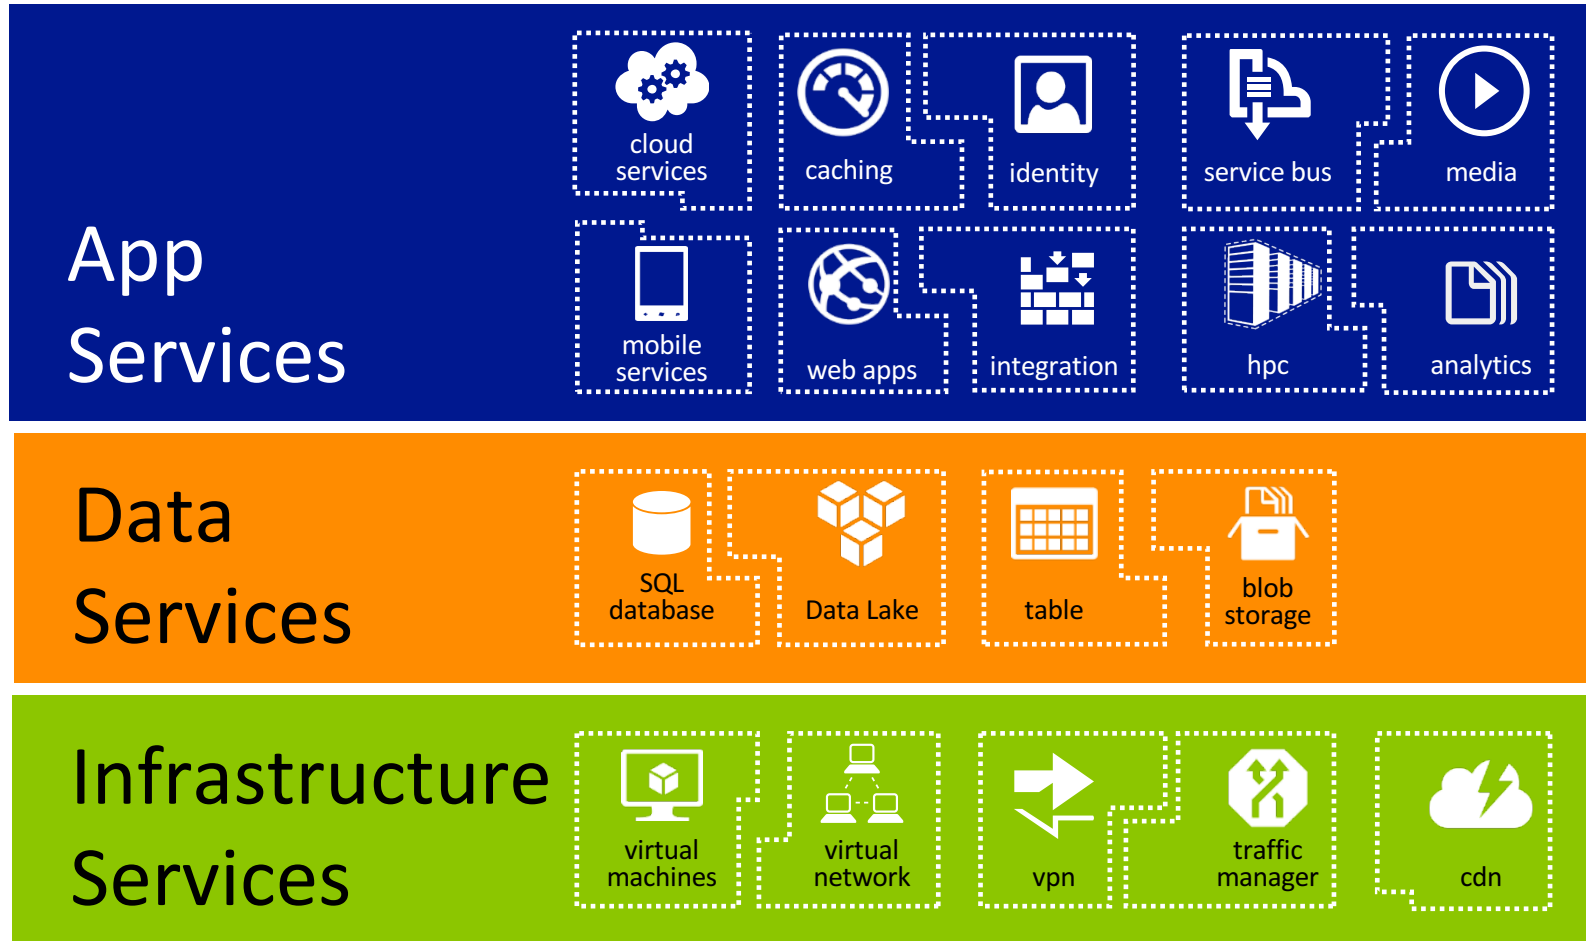 App
Services
cloud
services
caching
identity
service bus
media
mobile
services
web apps
integration
hpc
analytics
Data
Services
SQL
database
Data Lake
table
blob
storage
Infrastructure
Services
virtual
machines
virtual
network
vpn
traffic
manager
cdn